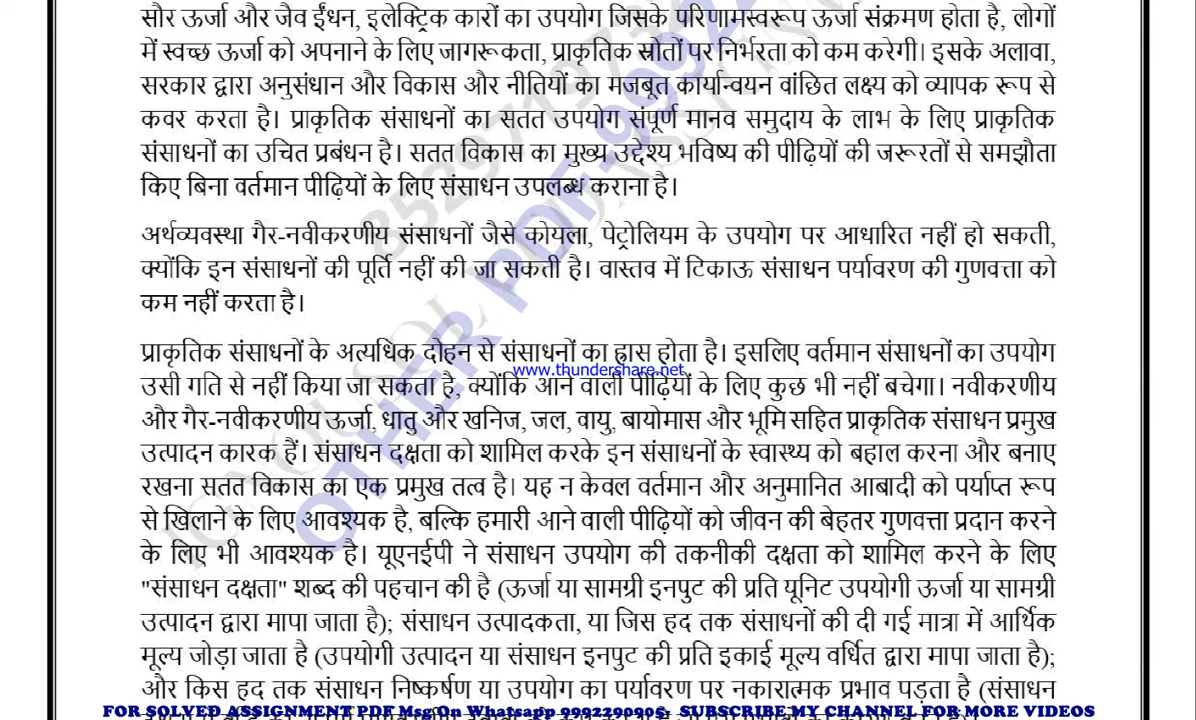 सौर ऊर्जा और जैव ईंधन, इलेक्ट्रिक कारों का उपयोग जिसके परिणामस्वरूप ऊर्जा संक्रमण होता है, लोगों
में स्वच्छ ऊर्जा को अपनाने के लिए जागरूकता, प्राकृतिक स्रोतों पर निर्भरता को कम करेगी। इसके अलावा,
सरकार द्वारा अनुसंधान और विकास और नीतियों का मजबूत कार्यान्वयन वांछित लक्ष्य को व्यापक रूप से
कवर करता है। प्राकृतिक संसाधनों का सतत उपयोग संपूर्ण मानव समुदाय के लाभ के लिए प्राकृतिक
संसाधनों का उचित प्रबंधन है। सतत विकास का मुख्य उद्देश्य भविष्य की पीढ़ियों की जरूरतों से समझौता
किए बिना वर्तमान पीढ़ियों के लिए संसाधन उपलब्ध कराना है।
अर्थव्यवस्था गैर-नवीकरणीय संसाधनों जैसे कोयला, पेट्रोलियम के उपयोग पर आधारित नहीं हो सकती,
क्योंकि इन संसाधनों की पूर्ति नहीं की जा सकती है। वास्तव में टिकाऊ संसाधन पर्यावरण की गुणवत्ता को
कम नहीं करता है।
प्राकृतिक संसाधनों के अत्यधिक दोहन से संसाधनों का ह्रास होता है। इसलिए वर्तमान संसाधनों का उपयोग
www.thundershare.net
उसी गति से नहीं किया जा सकता है, क्योंकि आने वाली पीढ़ियों के लिए कुछ भी नहीं बचेगा। नवीकरणीय
और गैर-नवीकरणीय ऊर्जा, धातु और खनिज, जल, वायु, बायोमास और भूमि सहित प्राकृतिक संसाधन प्रमुख
उत्पादन कारक हैं। संसाधन दक्षता को शामिल करके इन संसाधनों के स्वास्थ्य को बहाल करना और बनाए
रखना सतत विकास का एक प्रमुख तत्व है। यह न केवल वर्तमान और अनुमानित आबादी को पर्याप्त रूप
से खिलाने के लिए आवश्यक है, बल्कि हमारी आने वाली पीढ़ियों को जीवन की बेहतर गुणवत्ता प्रदान करने
के लिए भी आवश्यक है। यूएनईपी ने संसाधन उपयोग की तकनीकी दक्षता को शामिल करने के लिए
"संसाधन दक्षता" शब्द की पहचान की है (ऊर्जा या सामग्री इनपुट की प्रति यूनिट उपयोगी ऊर्जा या सामग्री
उत्पादन द्वारा मापा जाता है); संसाधन उत्पादकता, या जिस हद तक संसाधनों की दी गई मात्रा में आर्थिक
मूल्य जोड़ा जाता है (उपयोगी उत्पादन या संसाधन इनपुट की प्रति इकाई मूल्य वर्धित द्वारा मापा जाता है);
और किस हद तक संसाधन निष्कर्षण या उपयोग का पर्यावरण पर नकारात्मक प्रभाव पड़ता है (संसाधन
FOR SOLVED ASSIGNMENT PDF Msg On Whatsapp 9992290905. SUBSCRIBE MY CHANNEL FOR MORE VIDEOS